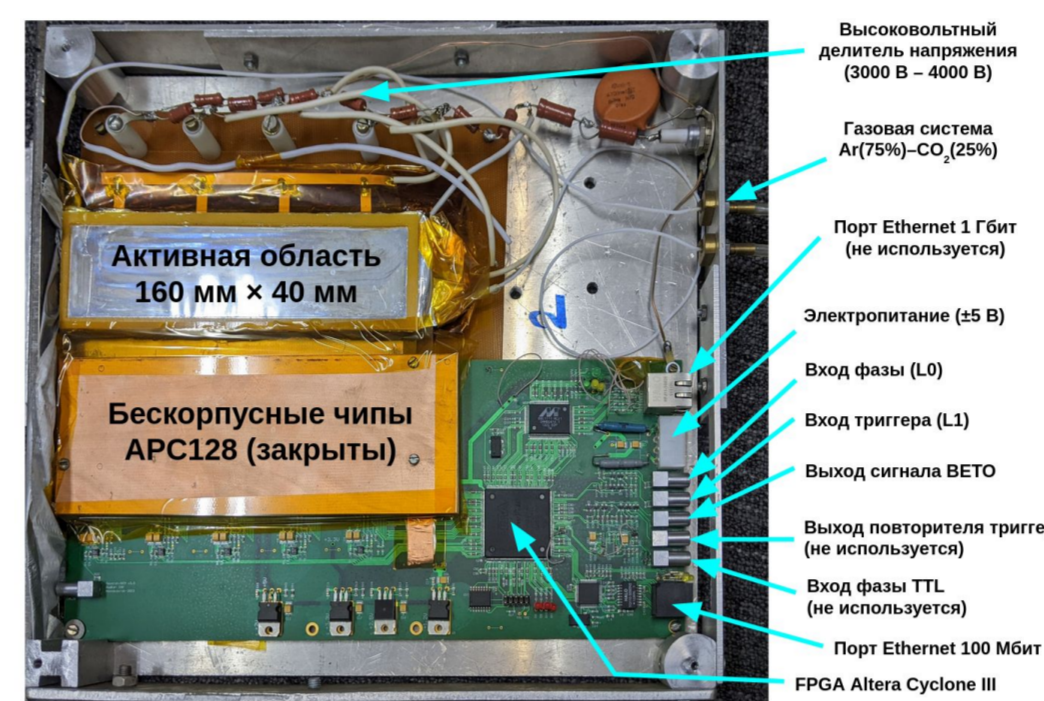 Высоковольтный
делитель напряжения
(3000 В – 4000 В)
Газовая система
Ar(75%)–CO2(25%)
Порт Ethernet 1 Гбит
(не используется)
Активная область
160 мм × 40 мм
Электропитание (±5 В)
Вход фазы (L0)
Бескорпусные чипы
APC128 (закрыты)
Вход триггера (L1)
Выход сигнала ВЕТО
Выход повторителя тригге
(не используется)
Вход фазы TTL
(не используется)
Порт Ethernet 100 Мбит
FPGA Altera Cyclone III